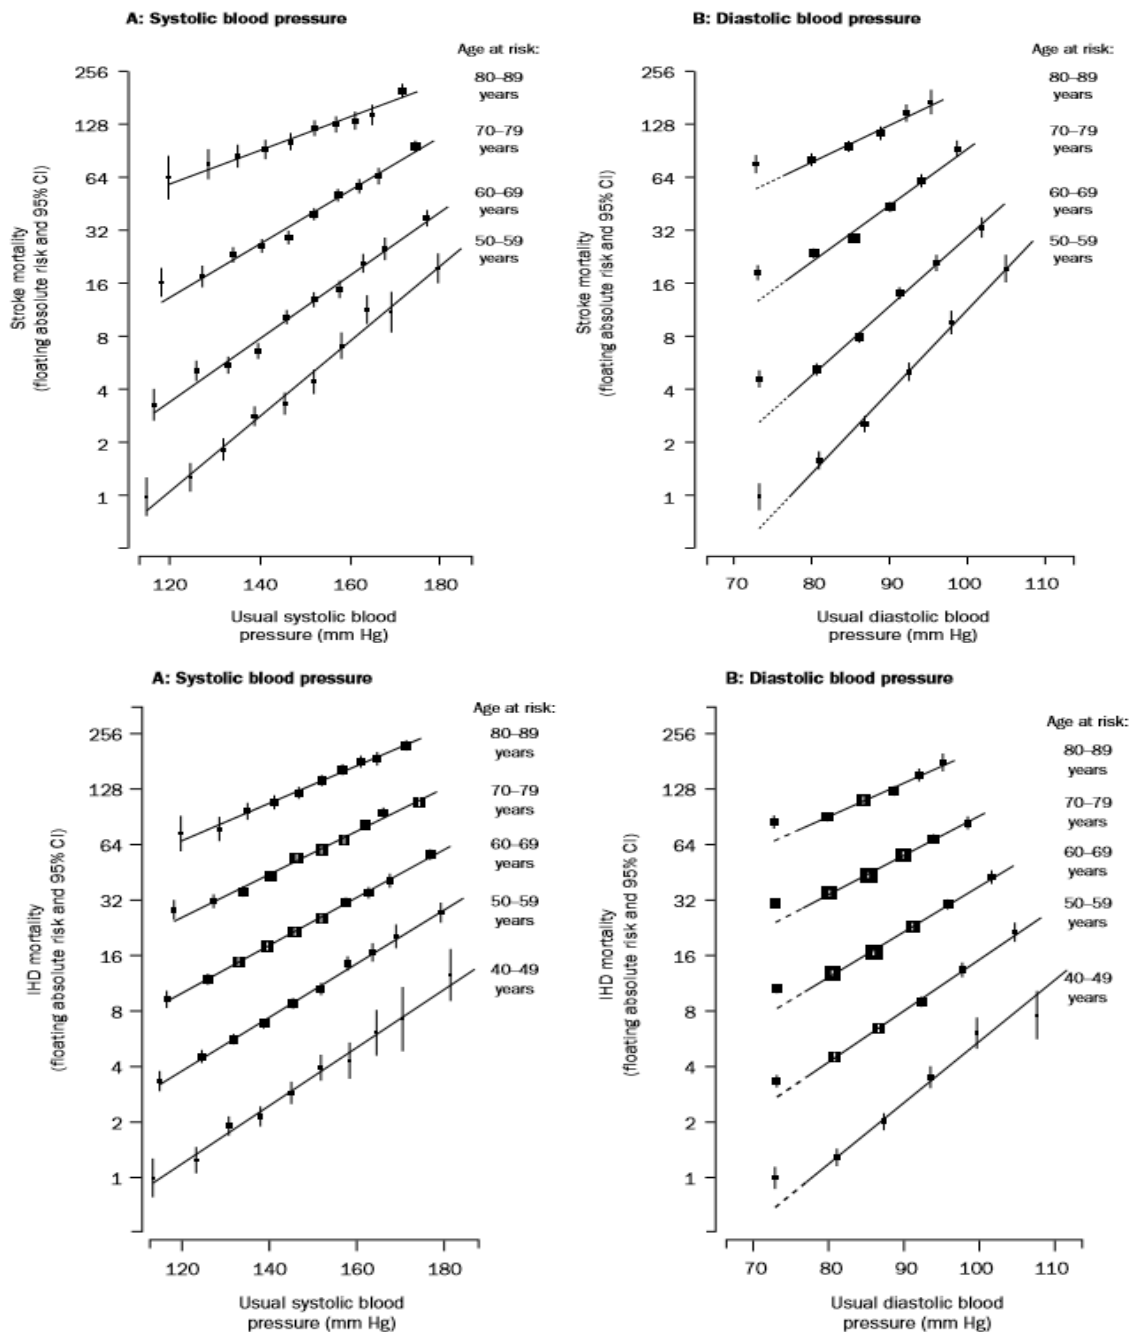 A: Systolic blood pressure
Age at risk:
80–89
years
70–79
years
60–69
years
50–59
years
256
128
64
32
16
8
4
2
1
Stroke mortality
(floating absolute risk and 95% CI)
120
140
160
180
Usual systolic blood
pressure (mm Hg)
B: Diastolic blood pressure
Age at risk:
80–89
years
70–79
years
60–69
years
50–59
years
256
128
64
32
16
8
4
2
1
Stroke mortality
(floating absolute risk and 95% CI)
70
80
90
100
110
Usual diastolic blood
pressure (mm Hg)
A: Systolic blood pressure
Age at risk:
80–89
years
70–79
years
60–69
years
50–59
years
40–49
years
256
128
64
32
16
8
4
2
1
IHD mortality
(floating absolute risk and 95% CI)
120
140
160
180
Usual systolic blood
pressure (mm Hg)
B: Diastolic blood pressure
Age at risk:
80–89
years
70–79
years
60–69
years
50–59
years
40–49
years
256
128
64
32
16
8
4
2
1
IHD mortality
(floating absolute risk and 95% CI)
70
80
90
100
110
Usual diastolic blood
pressure (mm Hg)